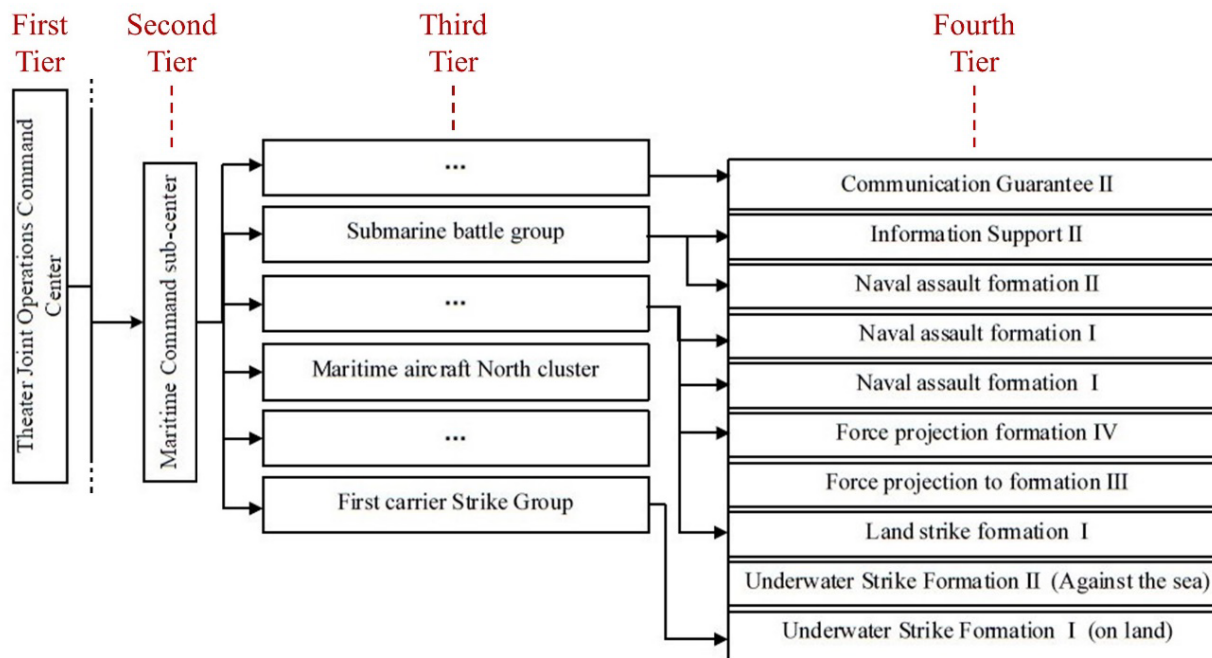 First
Tier
Second
Tier
Third
Tier
Fourth
Tier
Theater Joint Operations Command
Center
Maritime Command sub-center
...
Submarine battle group
...
Maritime aircraft North cluster
...
First carrier Strike Group
Communication Guarantee II
Information Support II
Naval assault formation II
Naval assault formation I
Naval assault formation I
Force projection formation IV
Force projection to formation III
Land strike formation I
Underwater Strike Formation II (Against the sea)
Underwater Strike Formation I (on land)